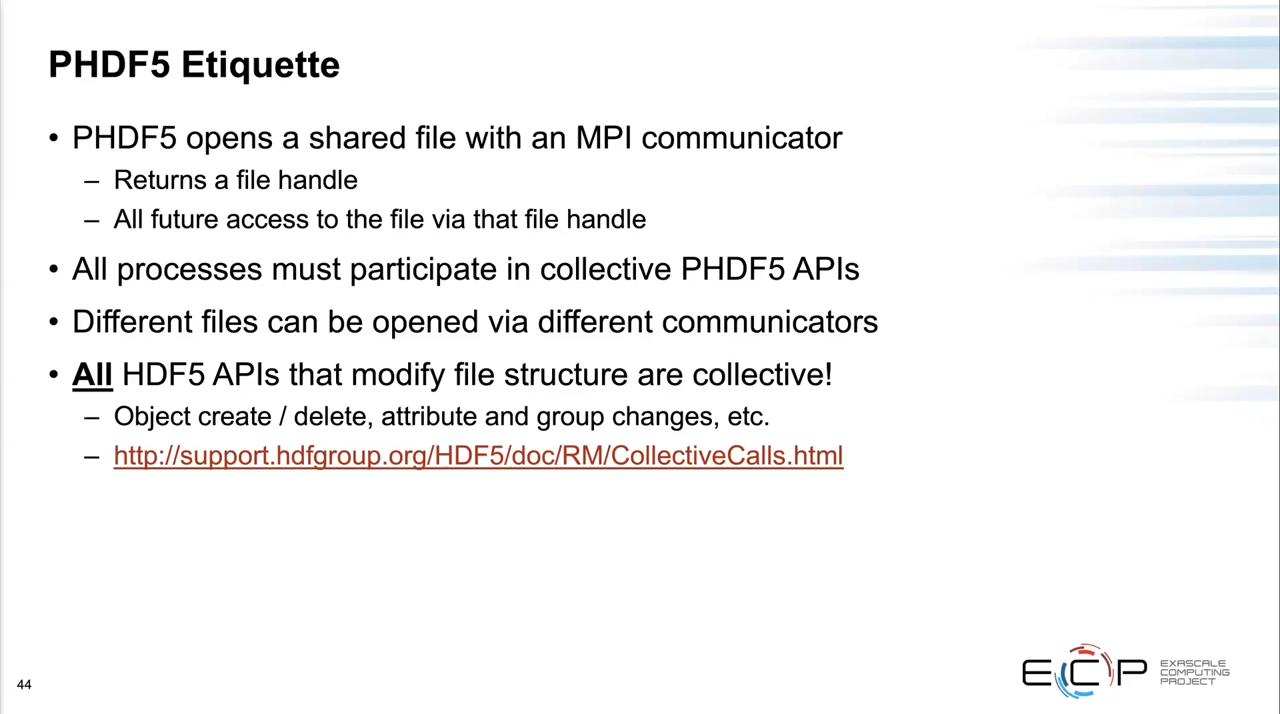 PHDF5 Etiquette
• PHDF5 opens a shared file with an MPI communicator
– Returns a file handle
– All future access to the file via that file handle
• All processes must participate in collective PHDF5 APIs
• Different files can be opened via different communicators
• All HDF5 APIs that modify file structure are collective!
– Object create / delete, attribute and group changes, etc.
– http://support.hdfgroup.org/HDF5/doc/RM/CollectiveCalls.html
44
ECP
EXASCALE
COMPUTING
PROJECT